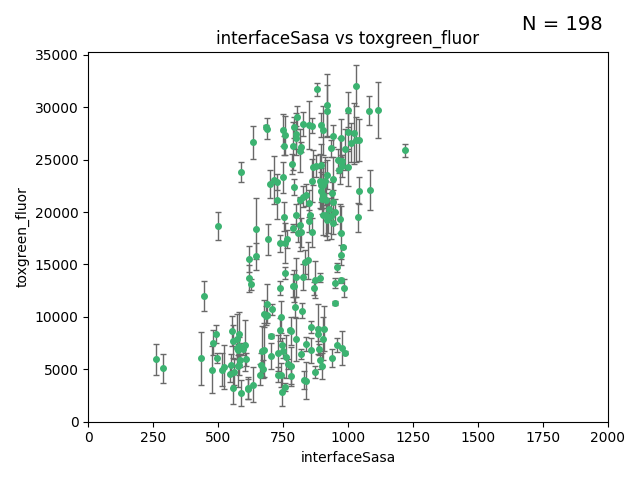 N = 198
interfaceSasa vs toxgreen_fluor
35000
30000
25000
20000
15000
10000
5000
0
toxgreen_fluor
0 250 500 750 1000 1250 1500 1750 2000
interfaceSasa